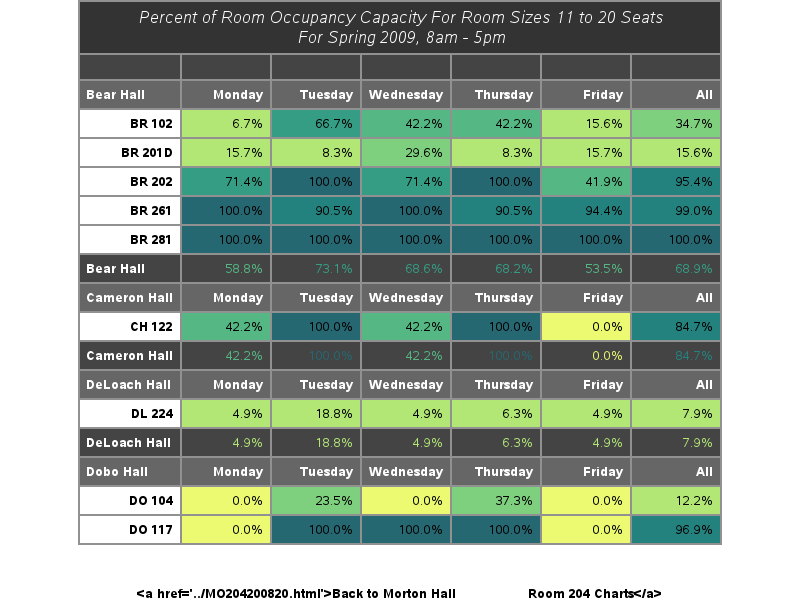 Percent of Room Occupancy Capacity For Room Sizes 11 to 20 Seats
For Spring 2009, 8am - 5pm
Bear Hall Monday Tuesday Wednesday Thursday Friday All
BR 102 6.7% 66.7% 42.2% 42.2% 15.6% 34.7%
BR 201D 15.7% 8.3% 29.6% 8.3% 15.7% 15.6%
BR 202 71.4% 100.0% 71.4% 100.0% 41.9% 95.4%
BR 261 100.0% 90.5% 100.0% 90.5% 94.4% 99.0%
BR 281 100.0% 100.0% 100.0% 100.0% 100.0% 100.0%
Bear Hall 58.8% 73.1% 68.6% 68.2% 53.5% 68.9%
Cameron Hall Monday Tuesday Wednesday Thursday Friday All
CH 122 42.2% 100.0% 42.2% 100.0% 0.0% 84.7%
Cameron Hall 42.2% 100.0% 42.2% 100.0% 0.0% 84.7%
DeLoach Hall Monday Tuesday Wednesday Thursday Friday All
DL 224 4.9% 18.8% 4.9% 6.3% 4.9% 7.9%
DeLoach Hall 4.9% 18.8% 4.9% 6.3% 4.9% 7.9%
Dobo Hall Monday Tuesday Wednesday Thursday Friday All
DO 104 0.0% 23.5% 0.0% 37.3% 0.0% 12.2%
DO 117 0.0% 100.0% 100.0% 100.0% 0.0% 96.9%
<a href='../MO204200820.html'>Back to Morton Hall Room 204 Charts</a>